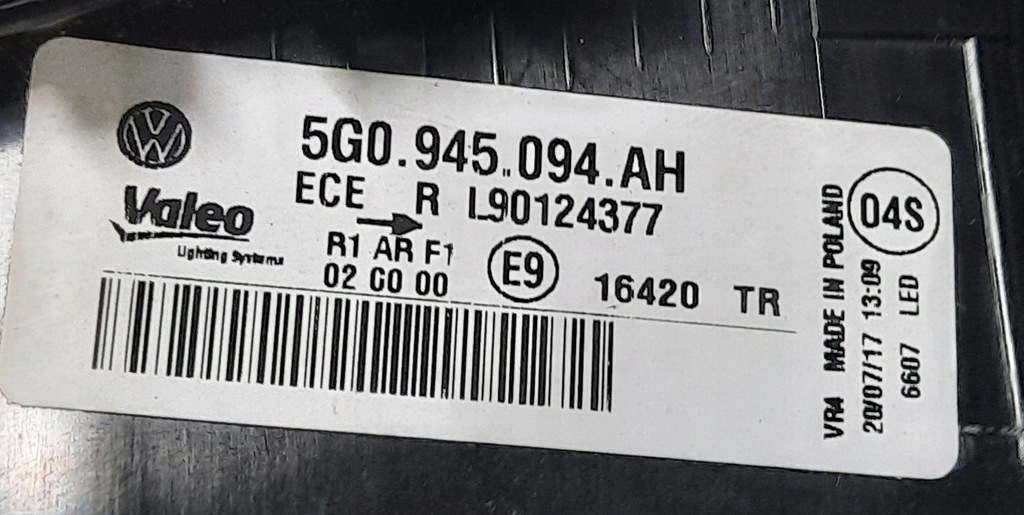 5G0.945.094.AH
ECE R L90124377
Valeo
Lighting Systems
R1 AR F1
02 C0 00
E9
16420 TR
04S
VR4 MADE IN POLAND
20/07/17 13:09
6607 LED